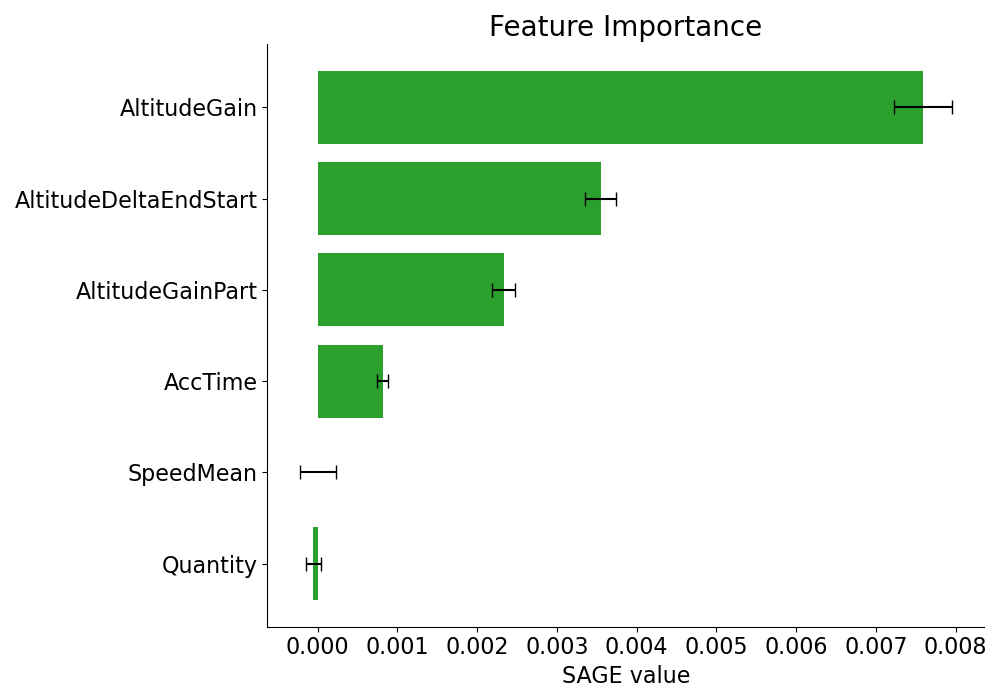 Feature Importance
AltitudeGain
AltitudeDeltaEndStart
AltitudeGainPart
AccTime
SpeedMean
Quantity
0.000 0.001 0.002 0.003 0.004 0.005 0.006 0.007 0.008
SAGE value